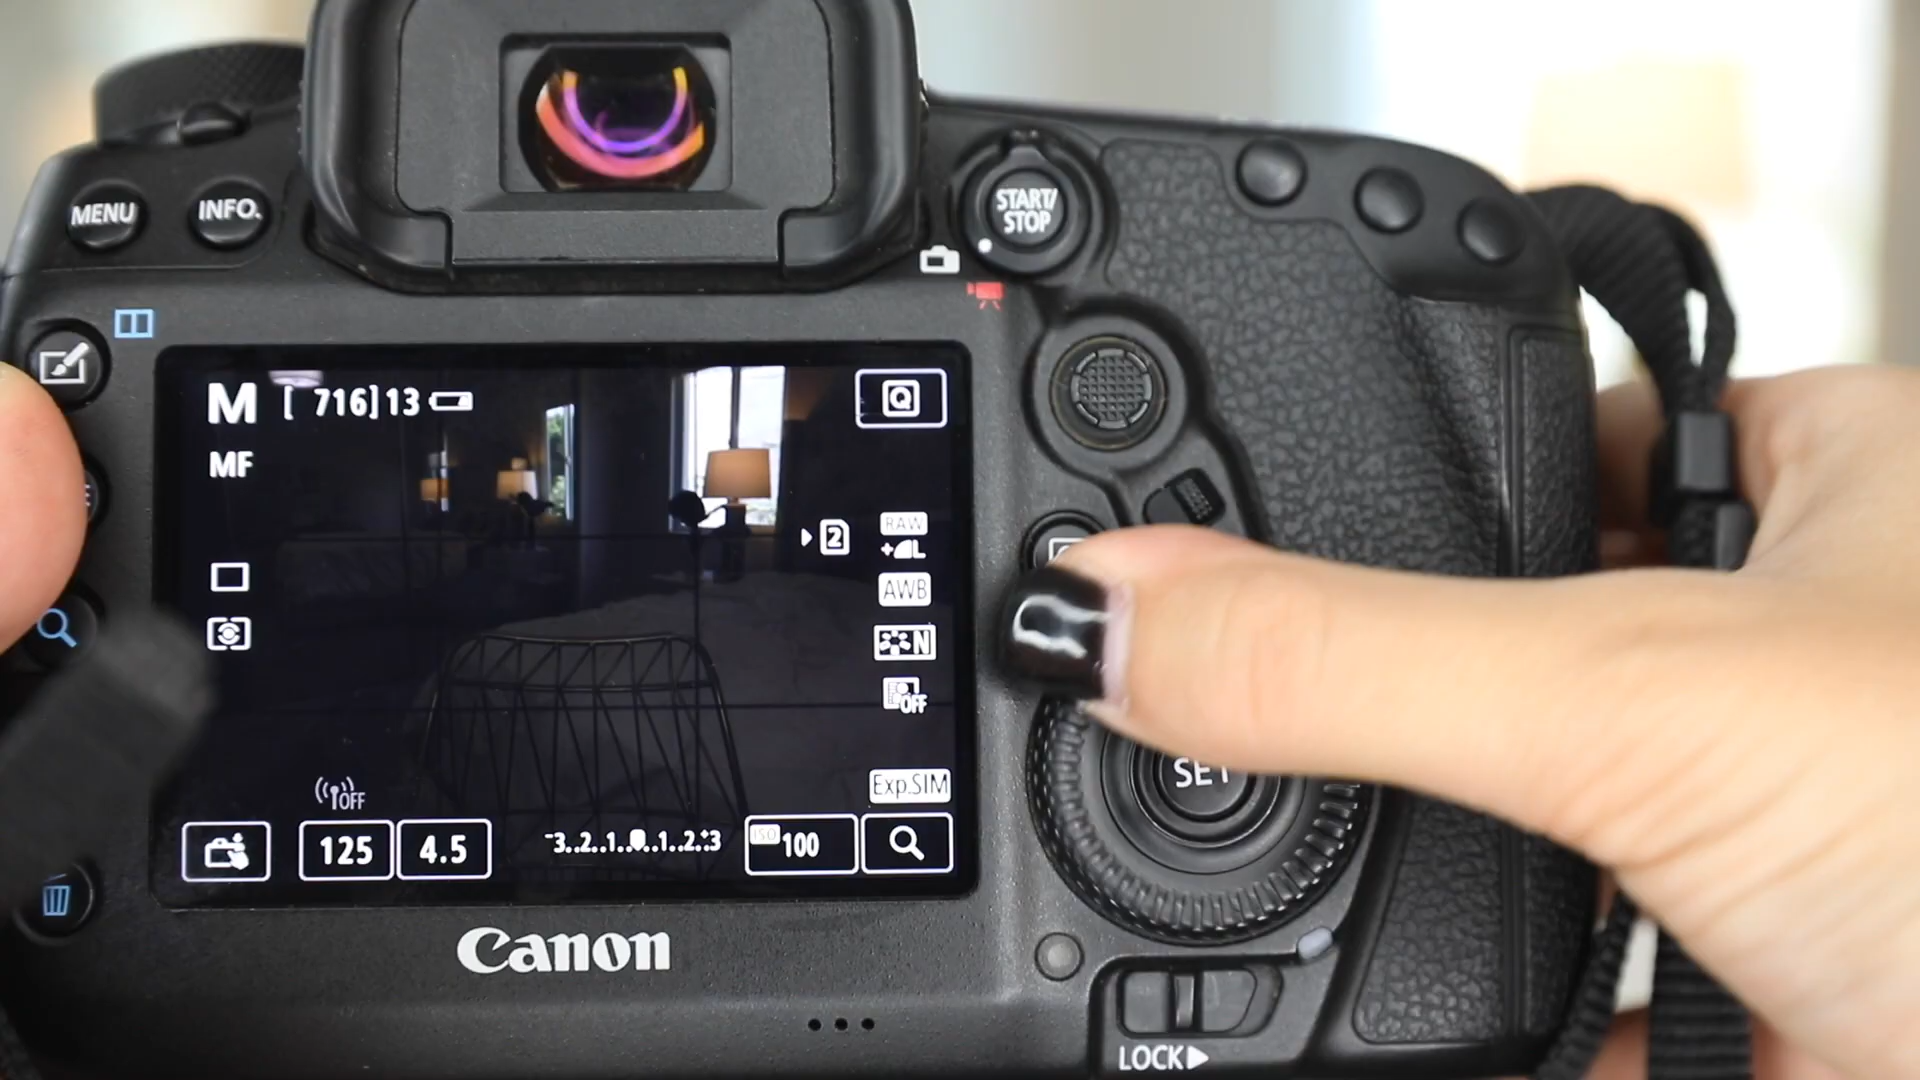 MENU
INFO.
START/
STOP
M
[ 716]13
Q
MF
2
RAW
+L
AWB
N
OFF
OFF
Exp.SIM
125
4.5
-3..2..1..0..1..2..+3
ISO
100
SET
Canon
LOCK▶